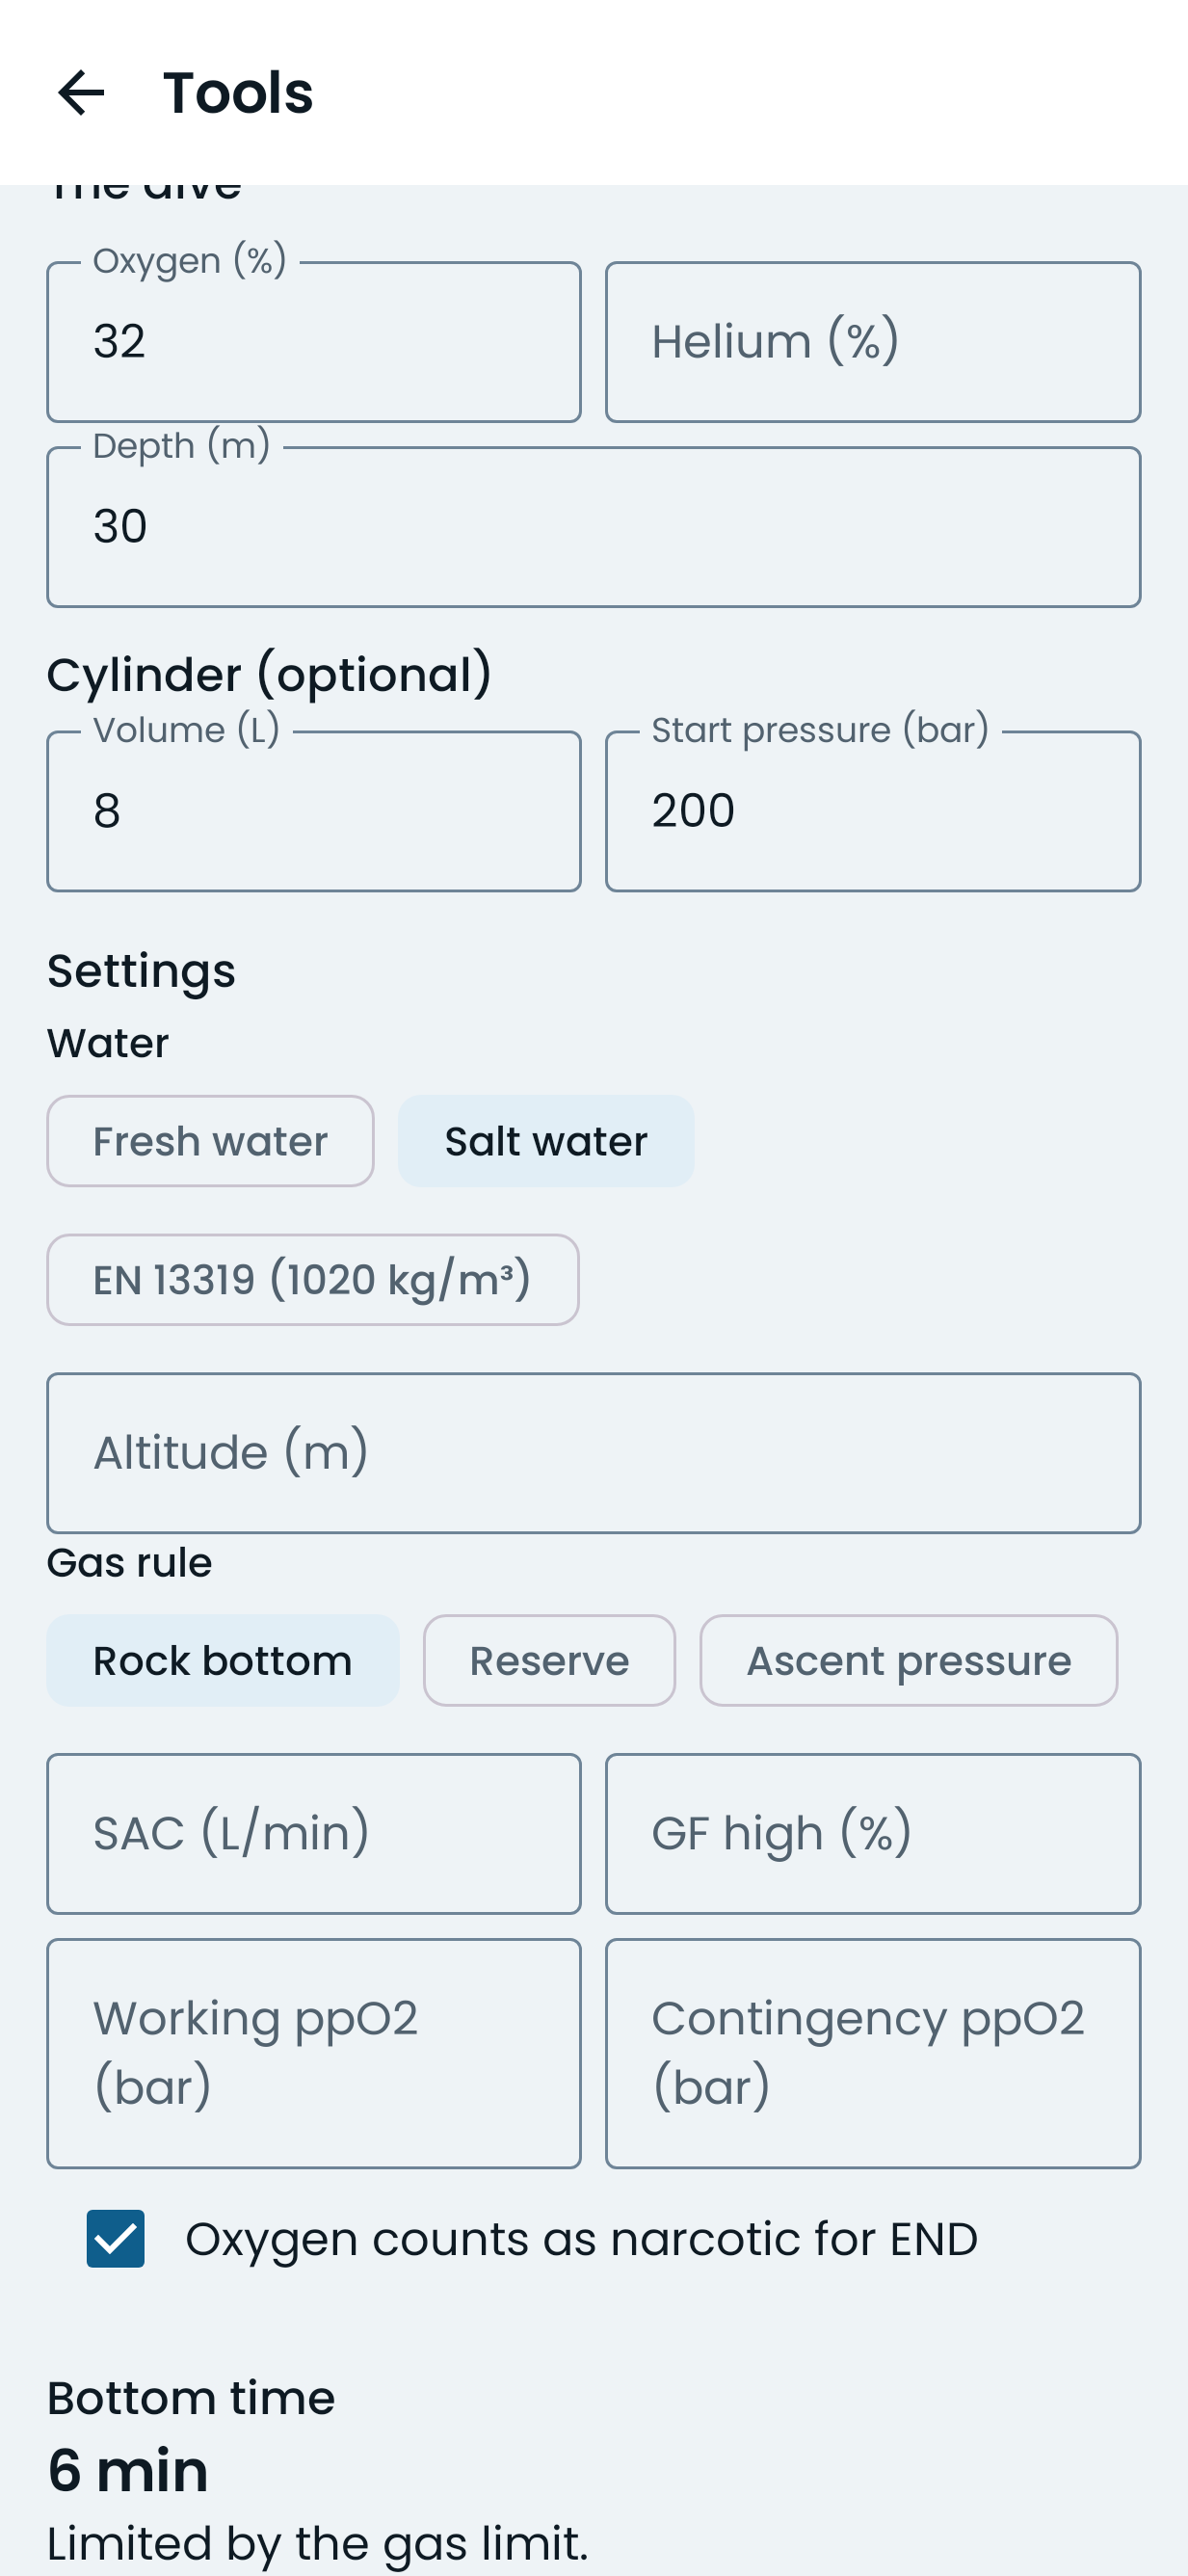 Tools
The dive
Oxygen (%)
32
Helium (%)
Depth (m)
30
Cylinder (optional)
Volume (L)
8
Start pressure (bar)
200
Settings
Water
Fresh water
Salt water
EN 13319 (1020 kg/m³)
Altitude (m)
Gas rule
Rock bottom
Reserve
Ascent pressure
SAC (L/min)
GF high (%)
Working ppO2
(bar)
Contingency ppO2
(bar)
Oxygen counts as narcotic for END
Bottom time
6 min
Limited by the gas limit.